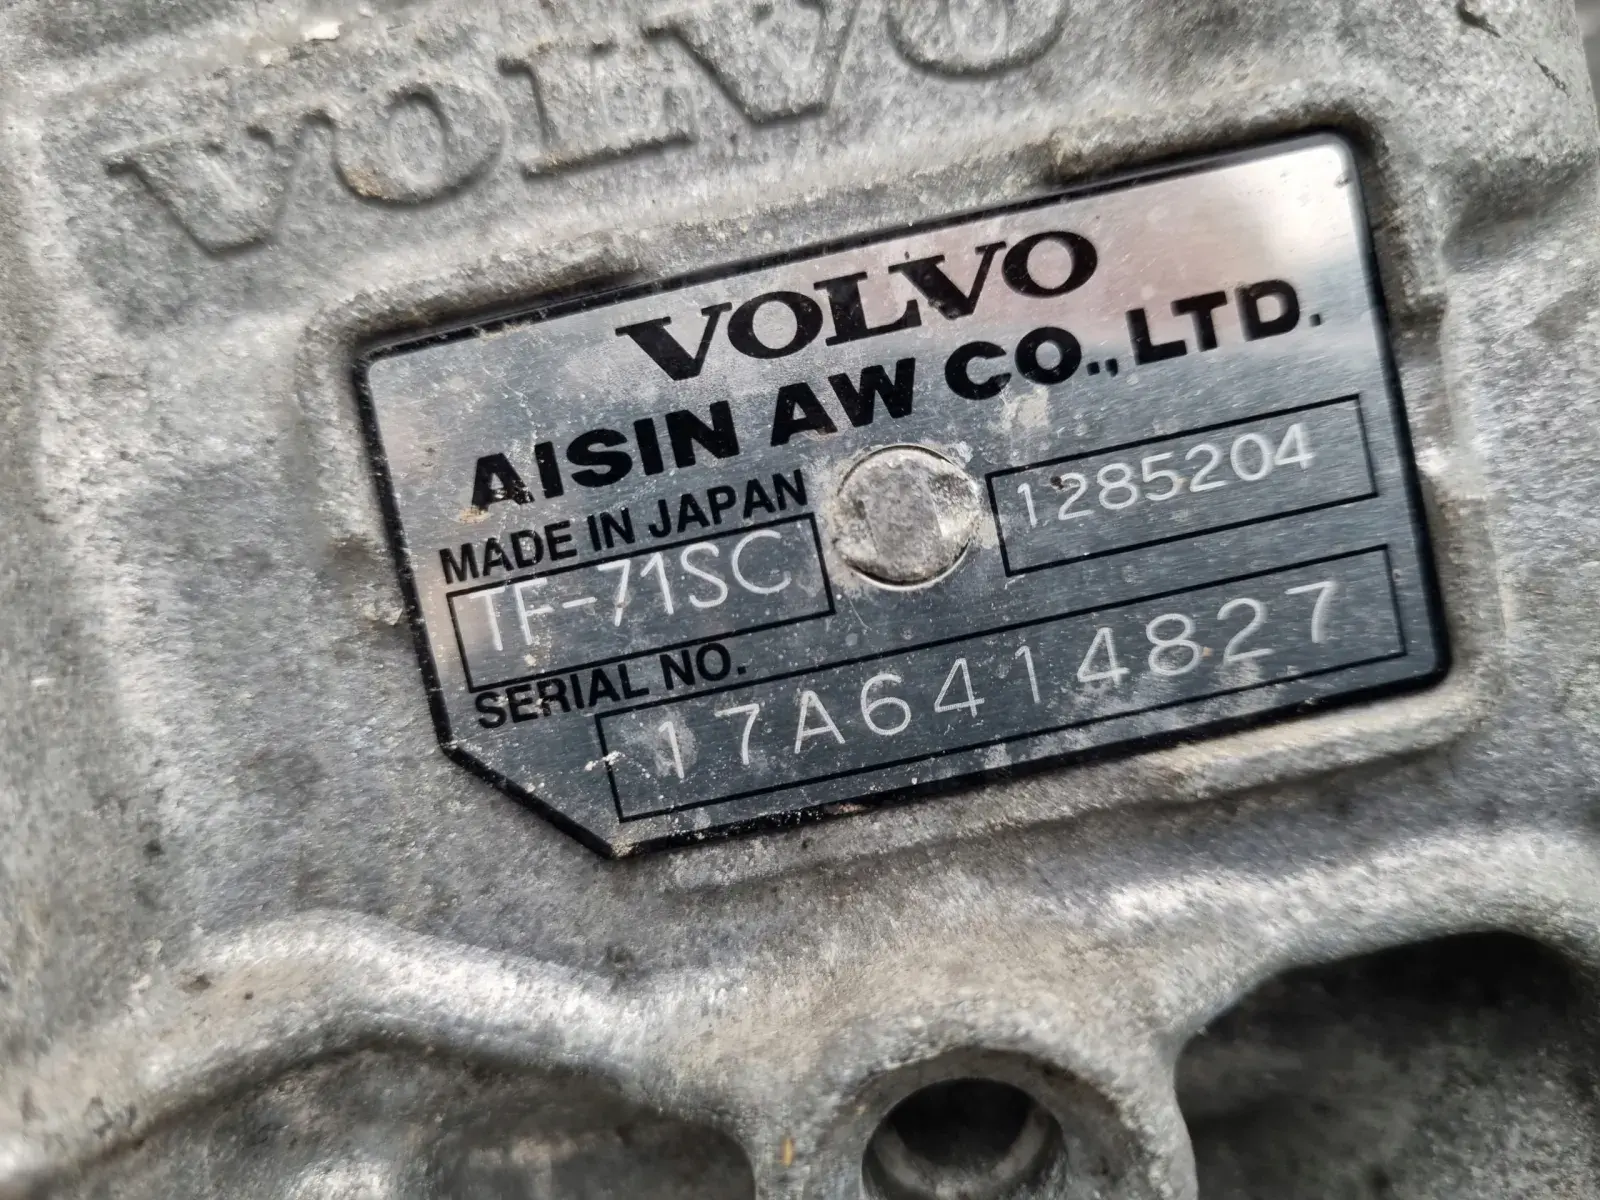 VOLVO
VOLVO
AISIN AW CO., LTD.
MADE IN JAPAN
1285204
TF-71SC
SERIAL NO.
17A6414827